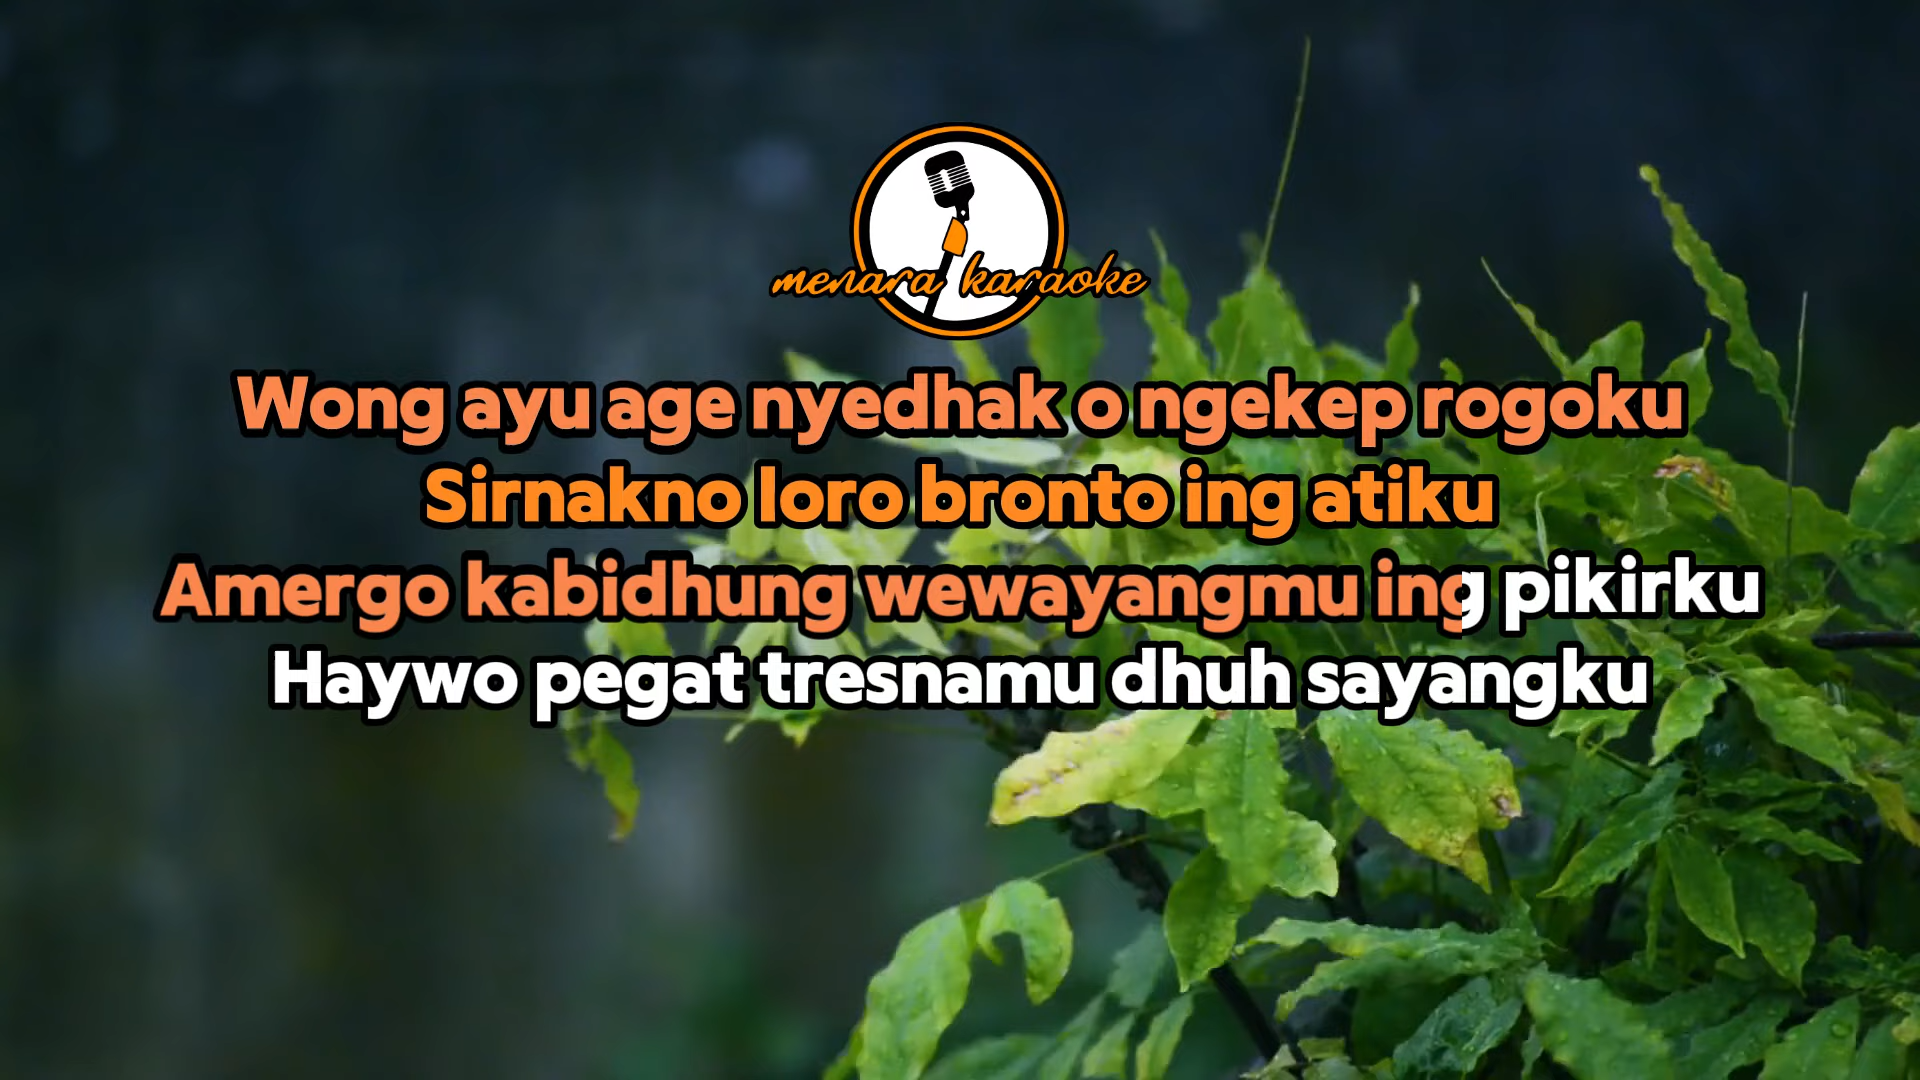 menara karaoke
Wong ayu age nyedhak o ngekep rogoku
Sirnakno loro bronto ing atiku
Amergo kabidhung wewayangmu ing pikirku
Haywo pegat tresnamu dhuh sayangku